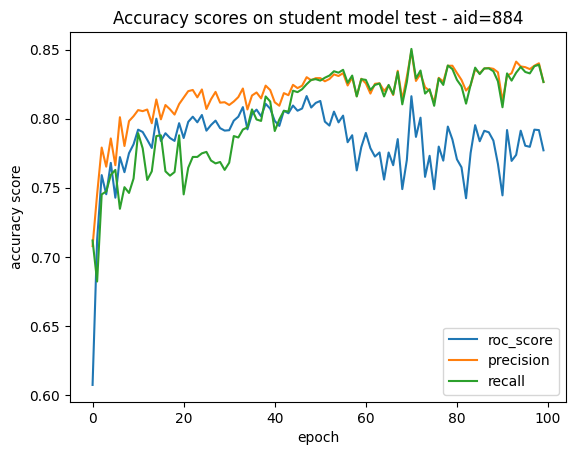 Accuracy scores on student model test - aid=884
accuracy score
0.85
0.80
0.75
0.70
0.65
0.60
0
20
40
60
80
100
epoch
roc_score
precision
recall